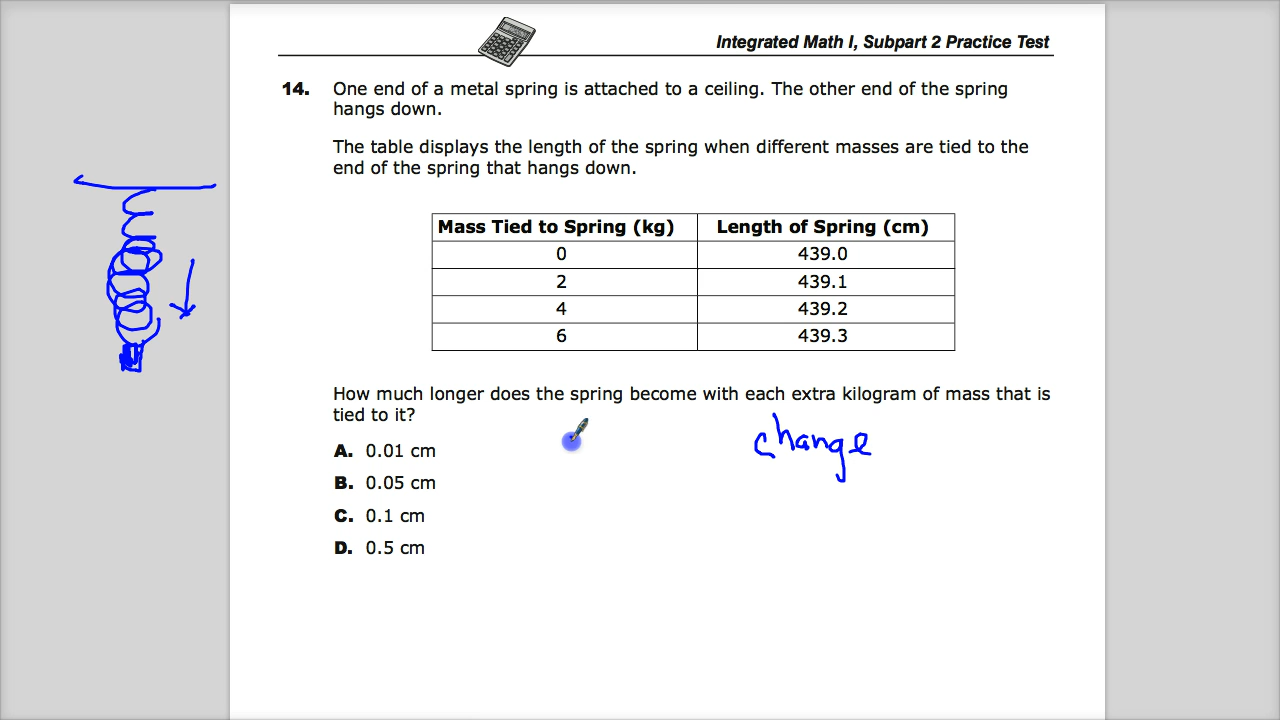 Integrated Math I, Subpart 2 Practice Test
14. One end of a metal spring is attached to a ceiling. The other end of the spring
hangs down.
The table displays the length of the spring when different masses are tied to the
end of the spring that hangs down.
Mass Tied to Spring (kg) Length of Spring (cm)
0 439.0
2 439.1
4 439.2
6 439.3
How much longer does the spring become with each extra kilogram of mass that is
tied to it?
change
A. 0.01 cm
B. 0.05 cm
C. 0.1 cm
D. 0.5 cm